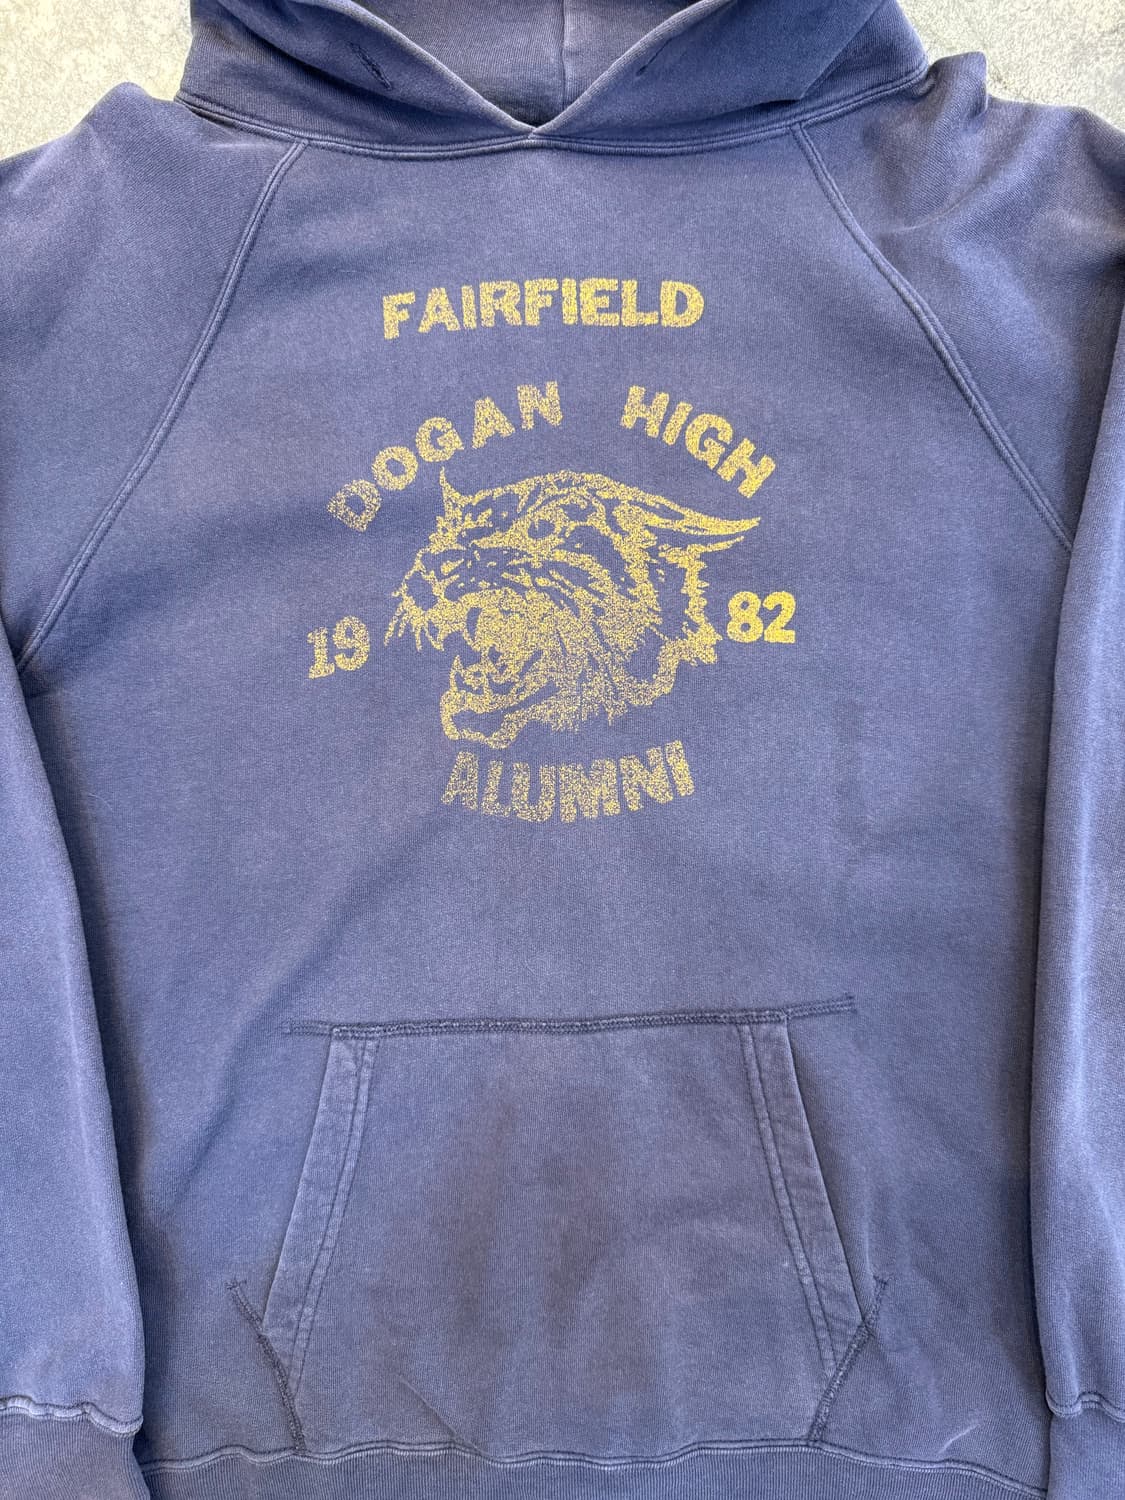 FAIRFIELD
DOGAN HIGH
19 82
ALUMNI